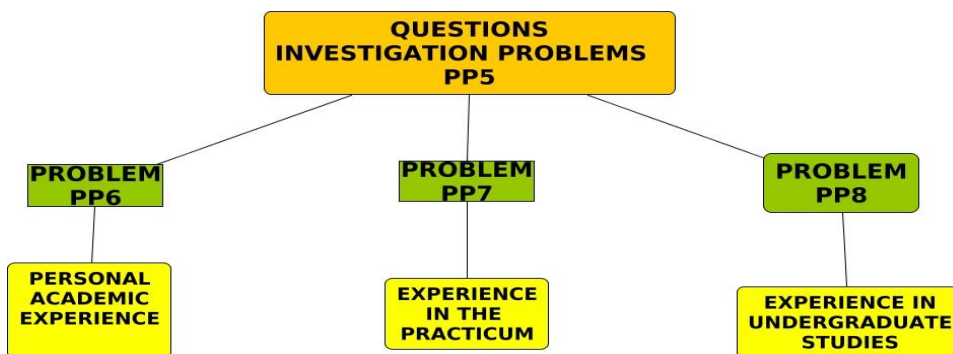 QUESTIONS
INVESTIGATION PROBLEMS
PP5
PROBLEM
PP6
PROBLEM
PP7
PROBLEM
PP8
PERSONAL
ACADEMIC
EXPERIENCE
EXPERIENCE
IN THE
PRACTICUM
EXPERIENCE IN
UNDERGRADUATE
STUDIES